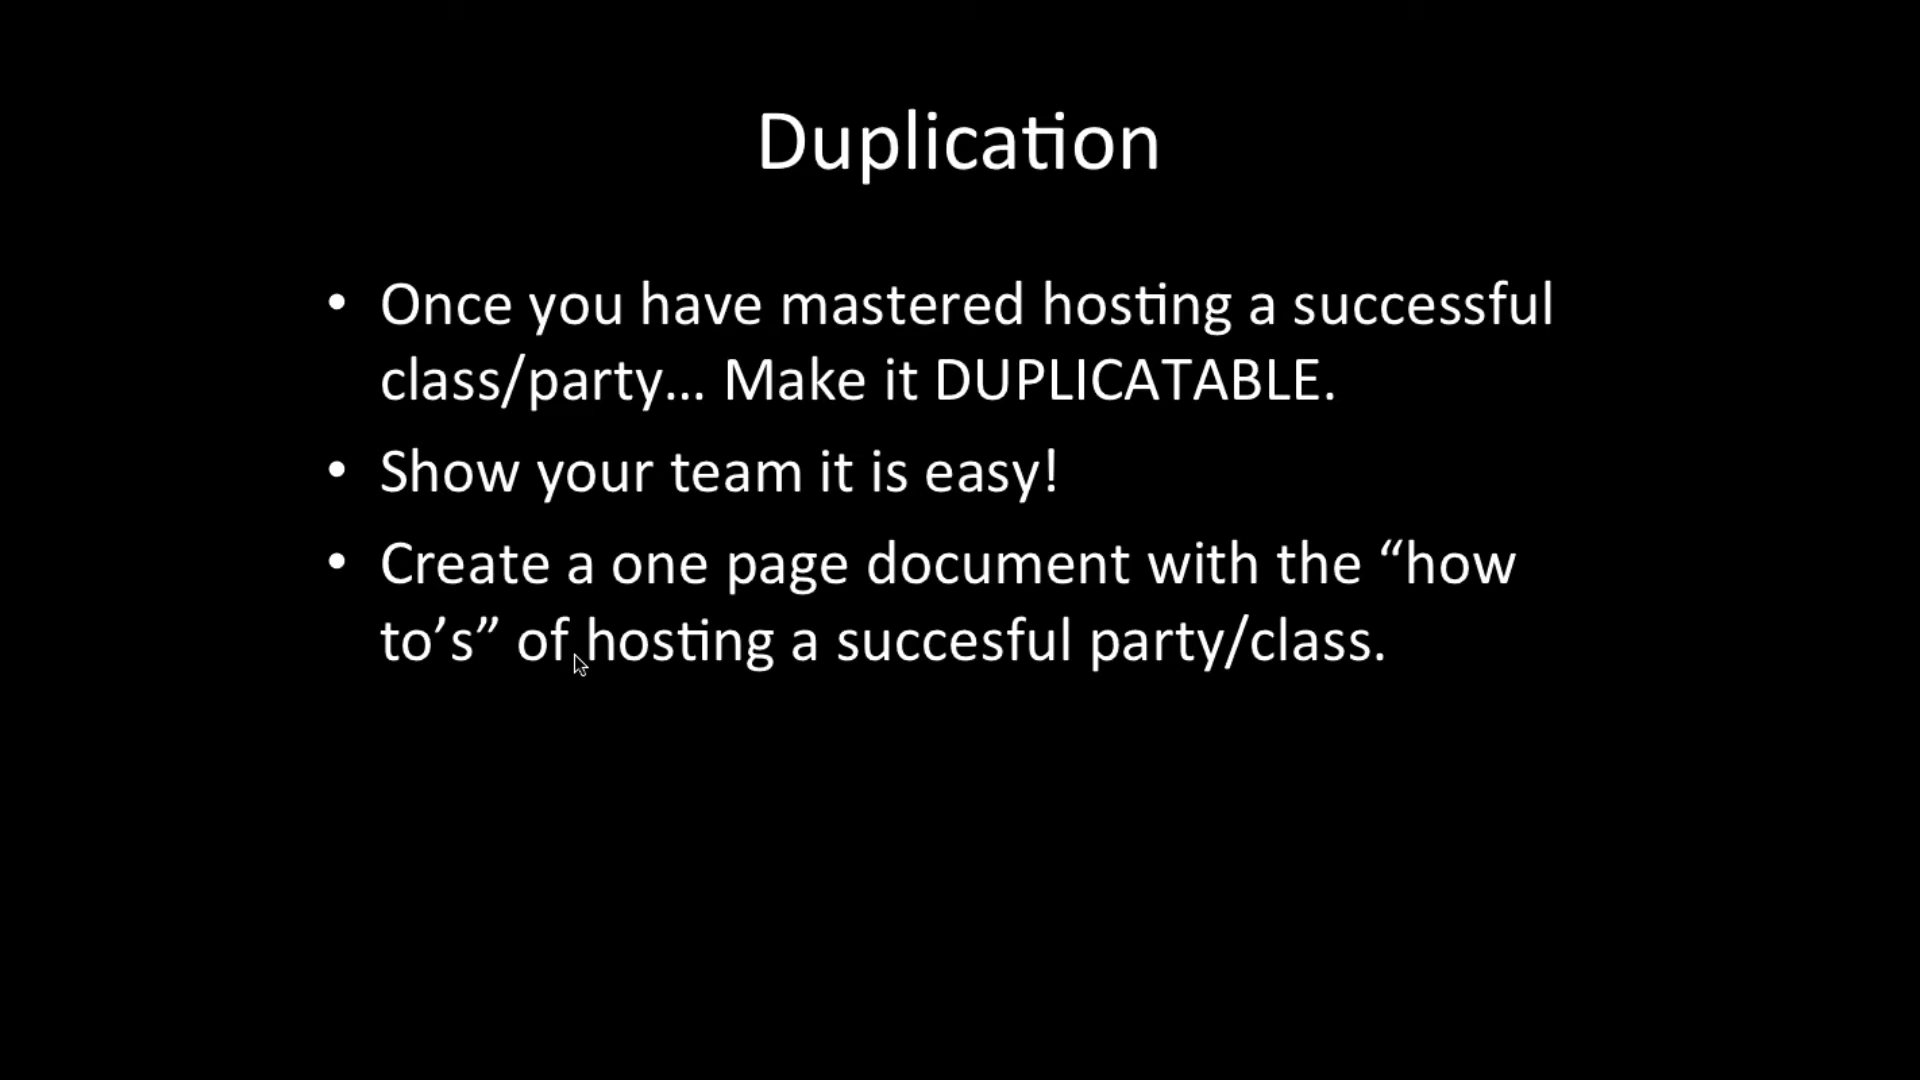 Duplication
• Once you have mastered hosting a successful
class/party... Make it DUPLICATABLE.
• Show your team it is easy!
• Create a one page document with the “how
to’s” of hosting a succesful party/class.